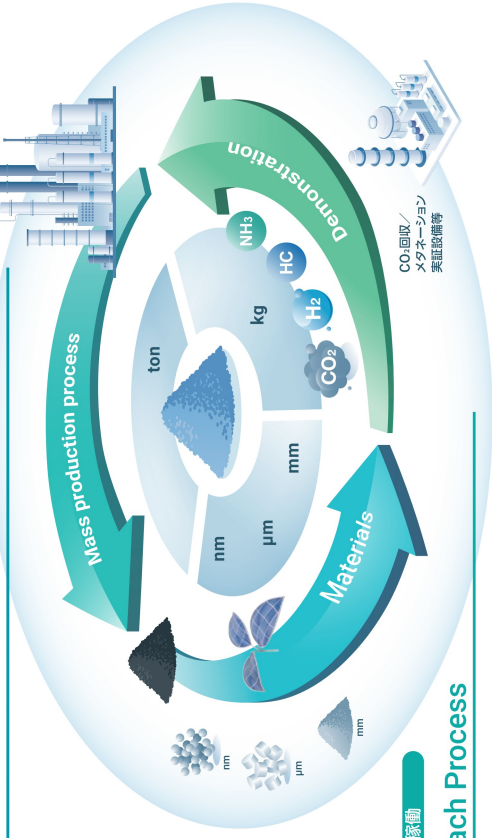 Mass production process
Demonstration
Materials
ton
kg
nm
μm
mm
NH3
HC
H2
CO2
nm
μm
mm
CO2回収／
メタネーション
実証設備等
稼働
ach Process